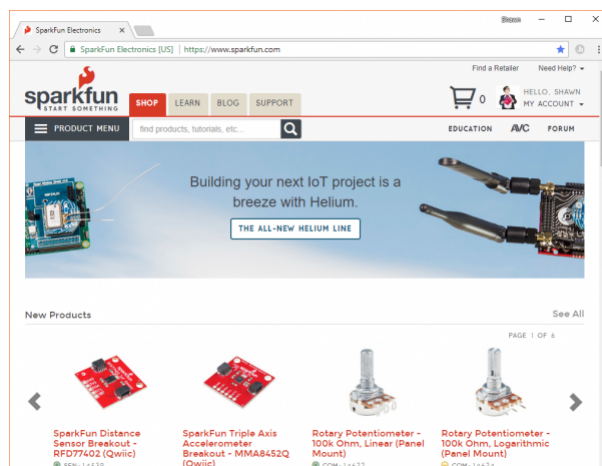 SparkFun Electronics
Shawn
SparkFun Electronics [US] | https://www.sparkfun.com
Find a Retailer Need Help?
sparkfun
START SOMETHING
SHOP LEARN BLOG SUPPORT
0
HELLO, SHAWN
MY ACCOUNT
PRODUCT MENU
find products, tutorials, etc...
EDUCATION AVC FORUM
Building your next IoT project is a
breeze with Helium.
THE ALL-NEW HELIUM LINE
New Products
See All
PAGE 1 OF 6
SparkFun Distance
Sensor Breakout -
RFD77402 (Qwiic)
SparkFun Triple Axis
Accelerometer
Breakout - MMA8452Q
(Qwiic)
Rotary Potentiometer -
100k Ohm, Linear (Panel
Mount)
Rotary Potentiometer -
100k Ohm, Logarithmic
(Panel Mount)